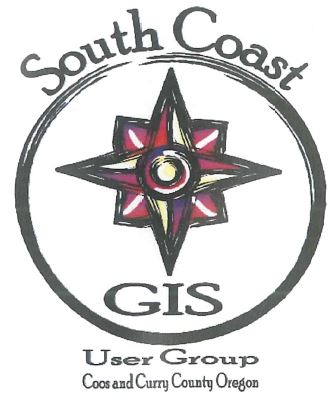 South Coast
GIS
User Group
Coos and Curry County Oregon